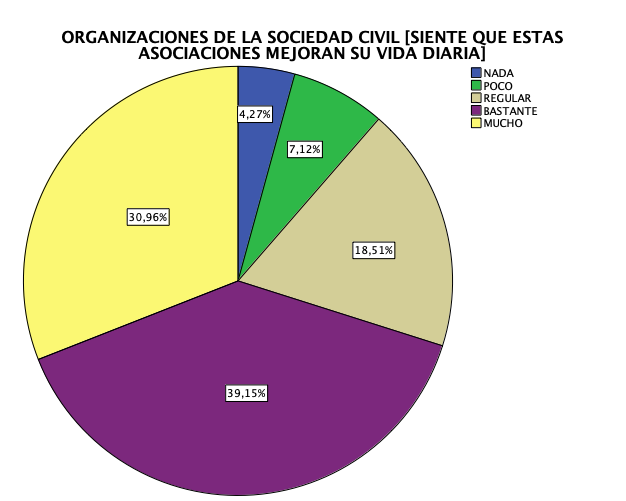 ORGANIZACIONES DE LA SOCIEDAD CIVIL [SIENTE QUE ESTAS
ASOCIACIONES MEJORAN SU VIDA DIARIA]
NADA
POCO
REGULAR
BASTANTE
MUCHO
4,27%
7,12%
30,96%
18,51%
39,15%